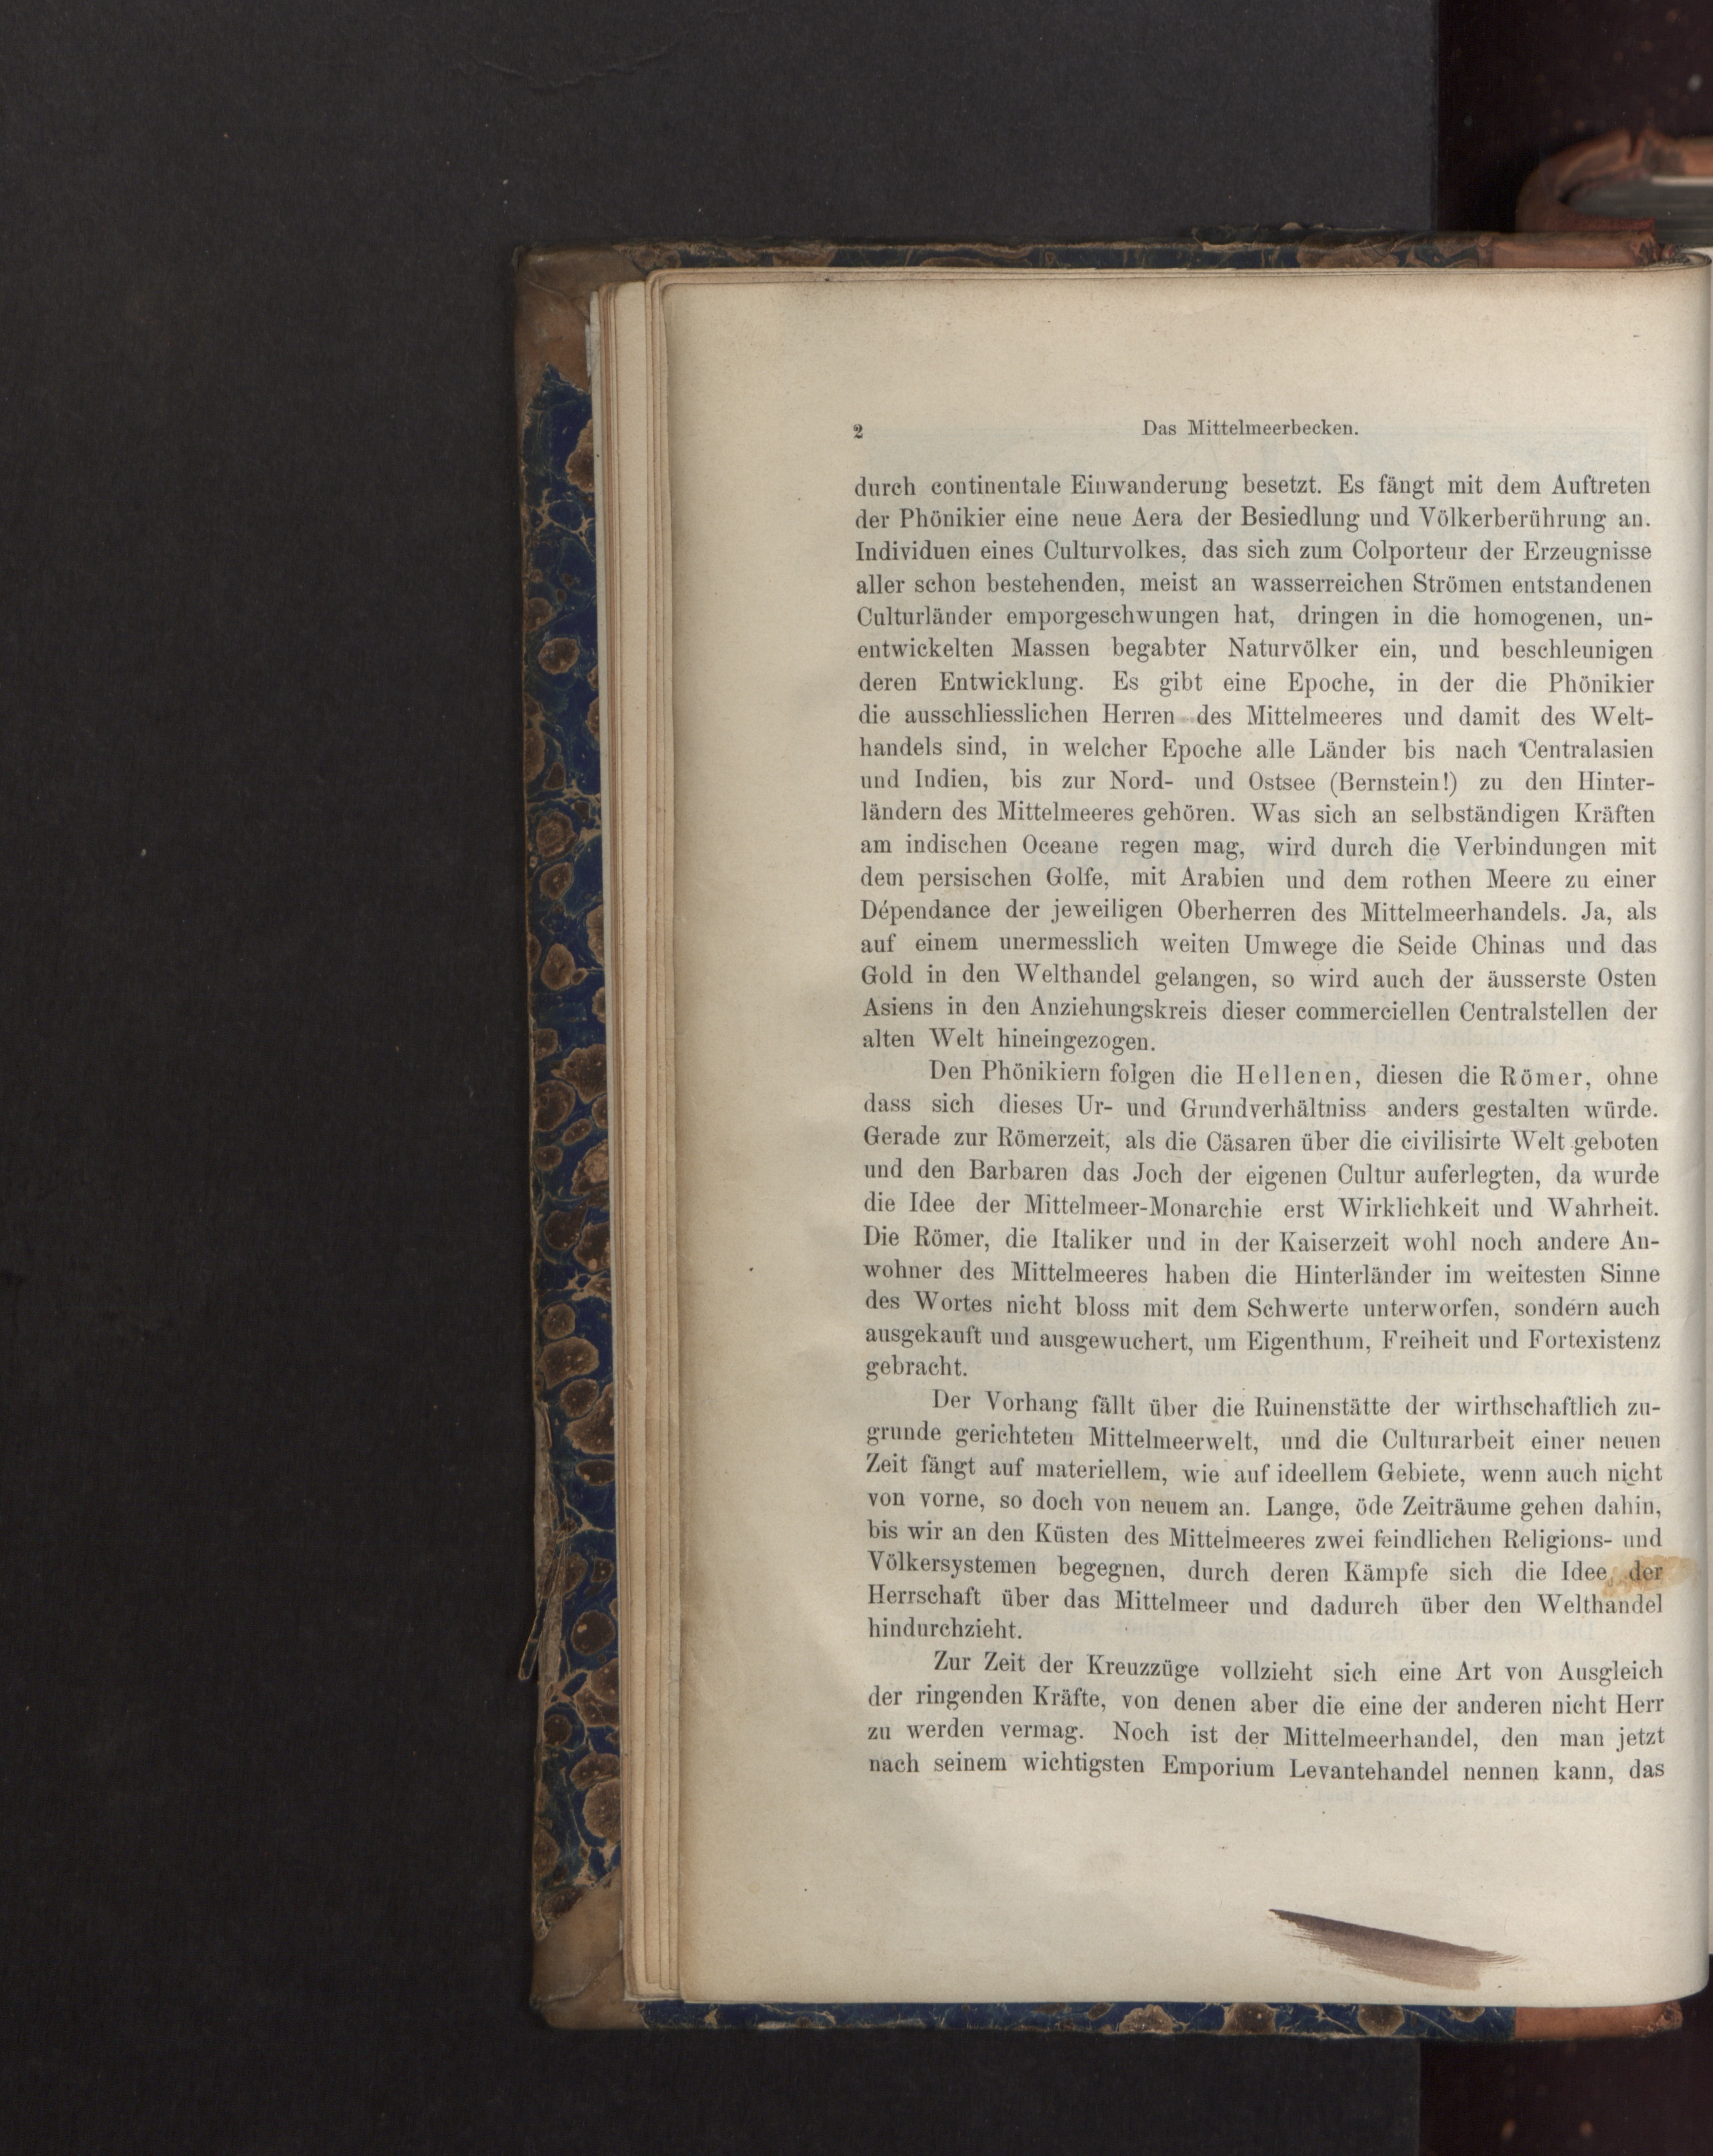 2
Das Mittelmeerbecken.
durch continentale Einwanderung besetzt. Es fängt mit dem Auftreten
der Phönikier eine neue Aera der Besiedlung und Völkerberührung an.
Individuen eines Culturvolkes, das sich zum Colporteur der Erzeugnisse
aller schon bestehenden, meist an wasserreichen Strömen entstandenen
Culturländer emporgeschwungen hat, dringen in die homogenen, un-
entwickelten Massen begabter Naturvölker ein, und beschleunigen
deren Entwicklung. Es gibt eine Epoche, in der die Phönikier
die ausschliesslichen Herren des Mittelmeeres und damit des Welt-
handels sind, in welcher Epoche alle Länder bis nach Centralasien
und Indien, bis zur Nord- und Ostsee (Bernstein!) zu den Hinter-
ländern des Mittelmeeres gehören. Was sich an selbständigen Kräften
am indischen Oceane regen mag, wird durch die Verbindungen mit
dem persischen Golfe, mit Arabien und dem rothen Meere zu einer
Dépendance der jeweiligen Oberherren des Mittelmeerhandels. Ja, als
auf einem unermesslich weiten Umwege die Seide Chinas und das
Gold in den Welthandel gelangen, so wird auch der äusserste Osten
Asiens in den Anziehungskreis dieser commerciellen Centralstellen der
alten Welt hineingezogen.
Den Phönikiern folgen die Hellenen, diesen die Römer, ohne
dass sich dieses Ur- und Grundverhältniss anders gestalten würde.
Gerade zur Römerzeit, als die Cäsaren über die civilisirte Welt geboten
und den Barbaren das Joch der eigenen Cultur auferlegten, da wurde
die Idee der Mittelmeer-Monarchie erst Wirklichkeit und Wahrheit.
Die Römer, die Italiker und in der Kaiserzeit wohl noch andere An-
wohner des Mittelmeeres haben die Hinterländer im weitesten Sinne
des Wortes nicht bloss mit dem Schwerte unterworfen, sondern auch
ausgekauft und ausgewuchert, um Eigenthum, Freiheit und Fortexistenz
gebracht.
Der Vorhang fällt über die Ruinenstätte der wirthschaftlich zu-
grunde gerichteten Mittelmeerwelt, und die Culturarbeit einer neuen
Zeit fängt auf materiellem, wie auf ideellem Gebiete, wenn auch nicht
von vorne, so doch von neuem an. Lange, öde Zeiträume gehen dahin,
bis wir an den Küsten des Mittelmeeres zwei feindlichen Religions- und
Völkersystemen begegnen, durch deren Kämpfe sich die Idee der
Herrschaft über das Mittelmeer und dadurch über den Welthandel
hindurchzieht.
Zur Zeit der Kreuzzüge vollzieht sich eine Art von Ausgleich
der ringenden Kräfte, von denen aber die eine der anderen nicht Herr
zu werden vermag. Noch ist der Mittelmeerhandel, den man jetzt
nach seinem wichtigsten Emporium Levantehandel nennen kann, das